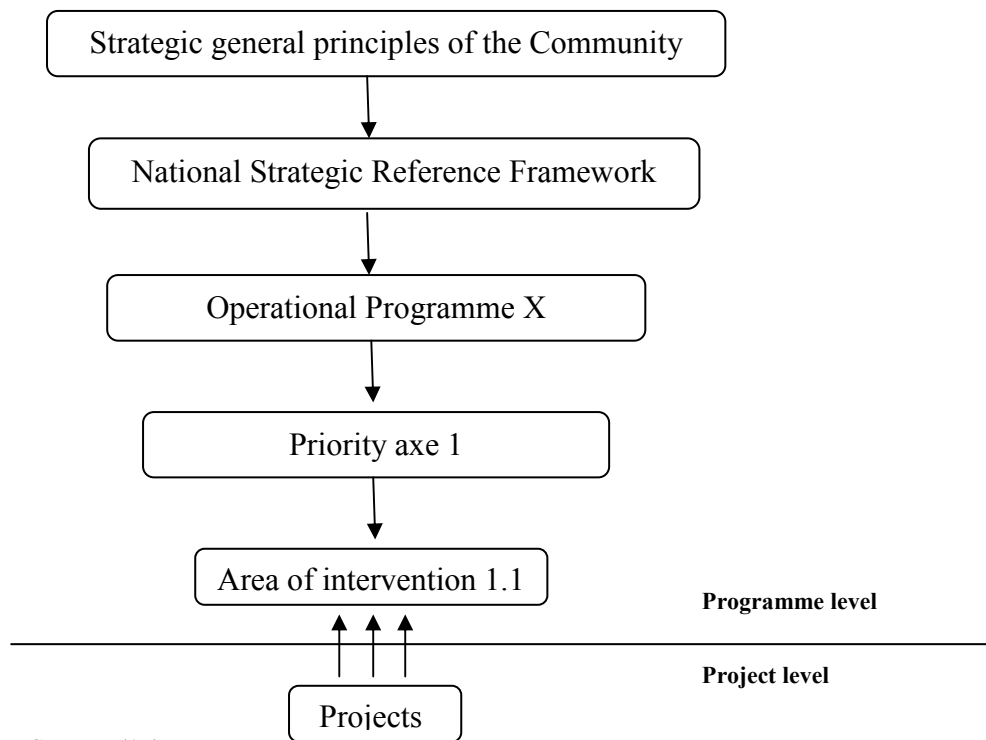 Strategic general principles of the Community
National Strategic Reference Framework
Operational Programme X
Priority axe 1
Area of intervention 1.1
Programme level
Project level
Projects